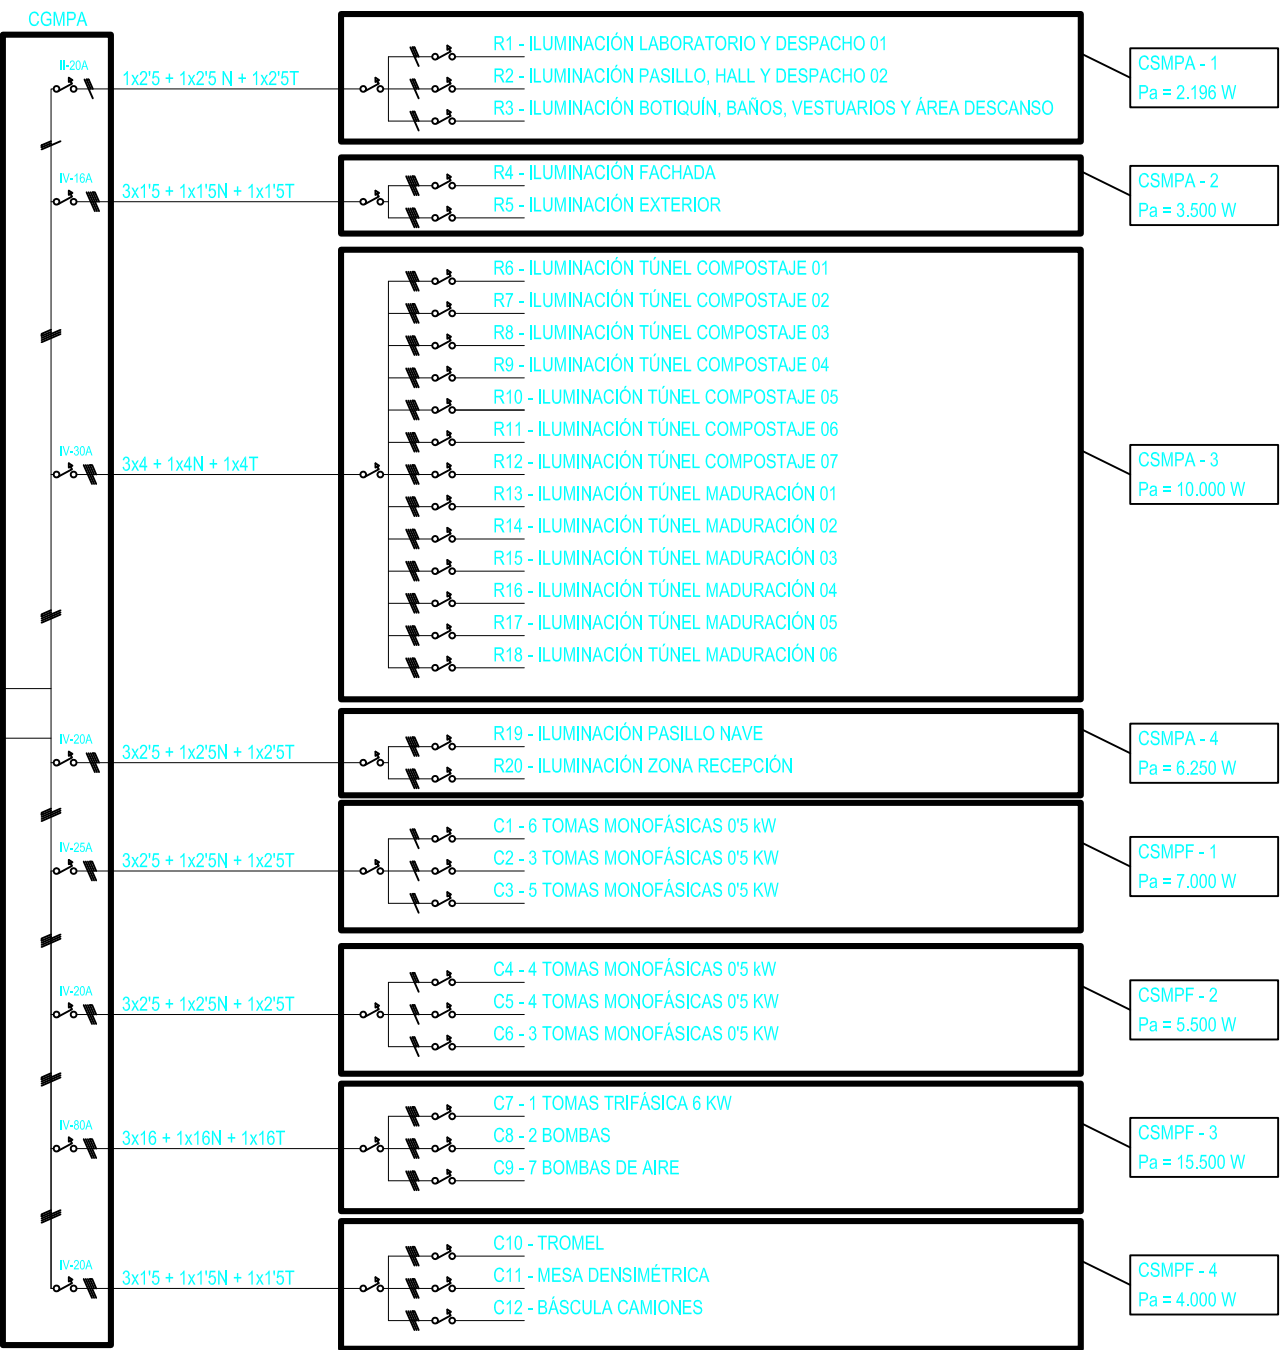 CGMPA
II-20A
1x2'5 + 1x2'5 N + 1x2'5T
R1 - ILUMINACIÓN LABORATORIO Y DESPACHO 01
R2 - ILUMINACIÓN PASILLO, HALL Y DESPACHO 02
R3 - ILUMINACIÓN BOTIQUÍN, BAÑOS, VESTUARIOS Y ÁREA DESCANSO
CSMPA - 1
Pa = 2.196 W
IV-16A
3x1'5 + 1x1'5N + 1x1'5T
R4 - ILUMINACIÓN FACHADA
R5 - ILUMINACIÓN EXTERIOR
CSMPA - 2
Pa = 3.500 W
IV-30A
3x4 + 1x4N + 1x4T
R6 - ILUMINACIÓN TÚNEL COMPOSTAJE 01
R7 - ILUMINACIÓN TÚNEL COMPOSTAJE 02
R8 - ILUMINACIÓN TÚNEL COMPOSTAJE 03
R9 - ILUMINACIÓN TÚNEL COMPOSTAJE 04
R10 - ILUMINACIÓN TÚNEL COMPOSTAJE 05
R11 - ILUMINACIÓN TÚNEL COMPOSTAJE 06
R12 - ILUMINACIÓN TÚNEL COMPOSTAJE 07
R13 - ILUMINACIÓN TÚNEL MADURACIÓN 01
R14 - ILUMINACIÓN TÚNEL MADURACIÓN 02
R15 - ILUMINACIÓN TÚNEL MADURACIÓN 03
R16 - ILUMINACIÓN TÚNEL MADURACIÓN 04
R17 - ILUMINACIÓN TÚNEL MADURACIÓN 05
R18 - ILUMINACIÓN TÚNEL MADURACIÓN 06
CSMPA - 3
Pa = 10.000 W
IV-20A
3x2'5 + 1x2'5N + 1x2'5T
R19 - ILUMINACIÓN PASILLO NAVE
R20 - ILUMINACIÓN ZONA RECEPCIÓN
CSMPA - 4
Pa = 6.250 W
IV-25A
3x2'5 + 1x2'5N + 1x2'5T
C1 - 6 TOMAS MONOFÁSICAS 0'5 kW
C2 - 3 TOMAS MONOFÁSICAS 0'5 KW
C3 - 5 TOMAS MONOFÁSICAS 0'5 KW
CSMPF - 1
Pa = 7.000 W
IV-20A
3x2'5 + 1x2'5N + 1x2'5T
C4 - 4 TOMAS MONOFÁSICAS 0'5 kW
C5 - 4 TOMAS MONOFÁSICAS 0'5 KW
C6 - 3 TOMAS MONOFÁSICAS 0'5 KW
CSMPF - 2
Pa = 5.500 W
IV-80A
3x16 + 1x16N + 1x16T
C7 - 1 TOMAS TRIFÁSICA 6 KW
C8 - 2 BOMBAS
C9 - 7 BOMBAS DE AIRE
CSMPF - 3
Pa = 15.500 W
IV-20A
3x1'5 + 1x1'5N + 1x1'5T
C10 - TROMEL
C11 - MESA DENSIMÉTRICA
C12 - BÁSCULA CAMIONES
CSMPF - 4
Pa = 4.000 W